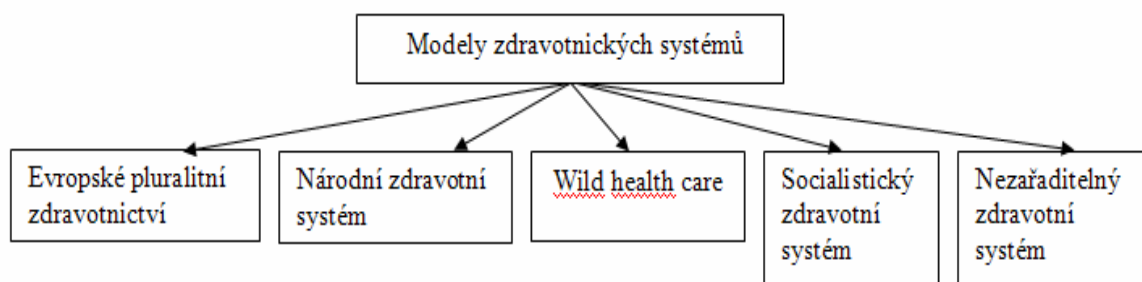 Modely zdravotnických systémů
Evropské pluralitní
zdravotnictví
Národní zdravotní
systém
Wild health care
Socialistický
zdravotní
systém
Nezařaditelný
zdravotní
systém